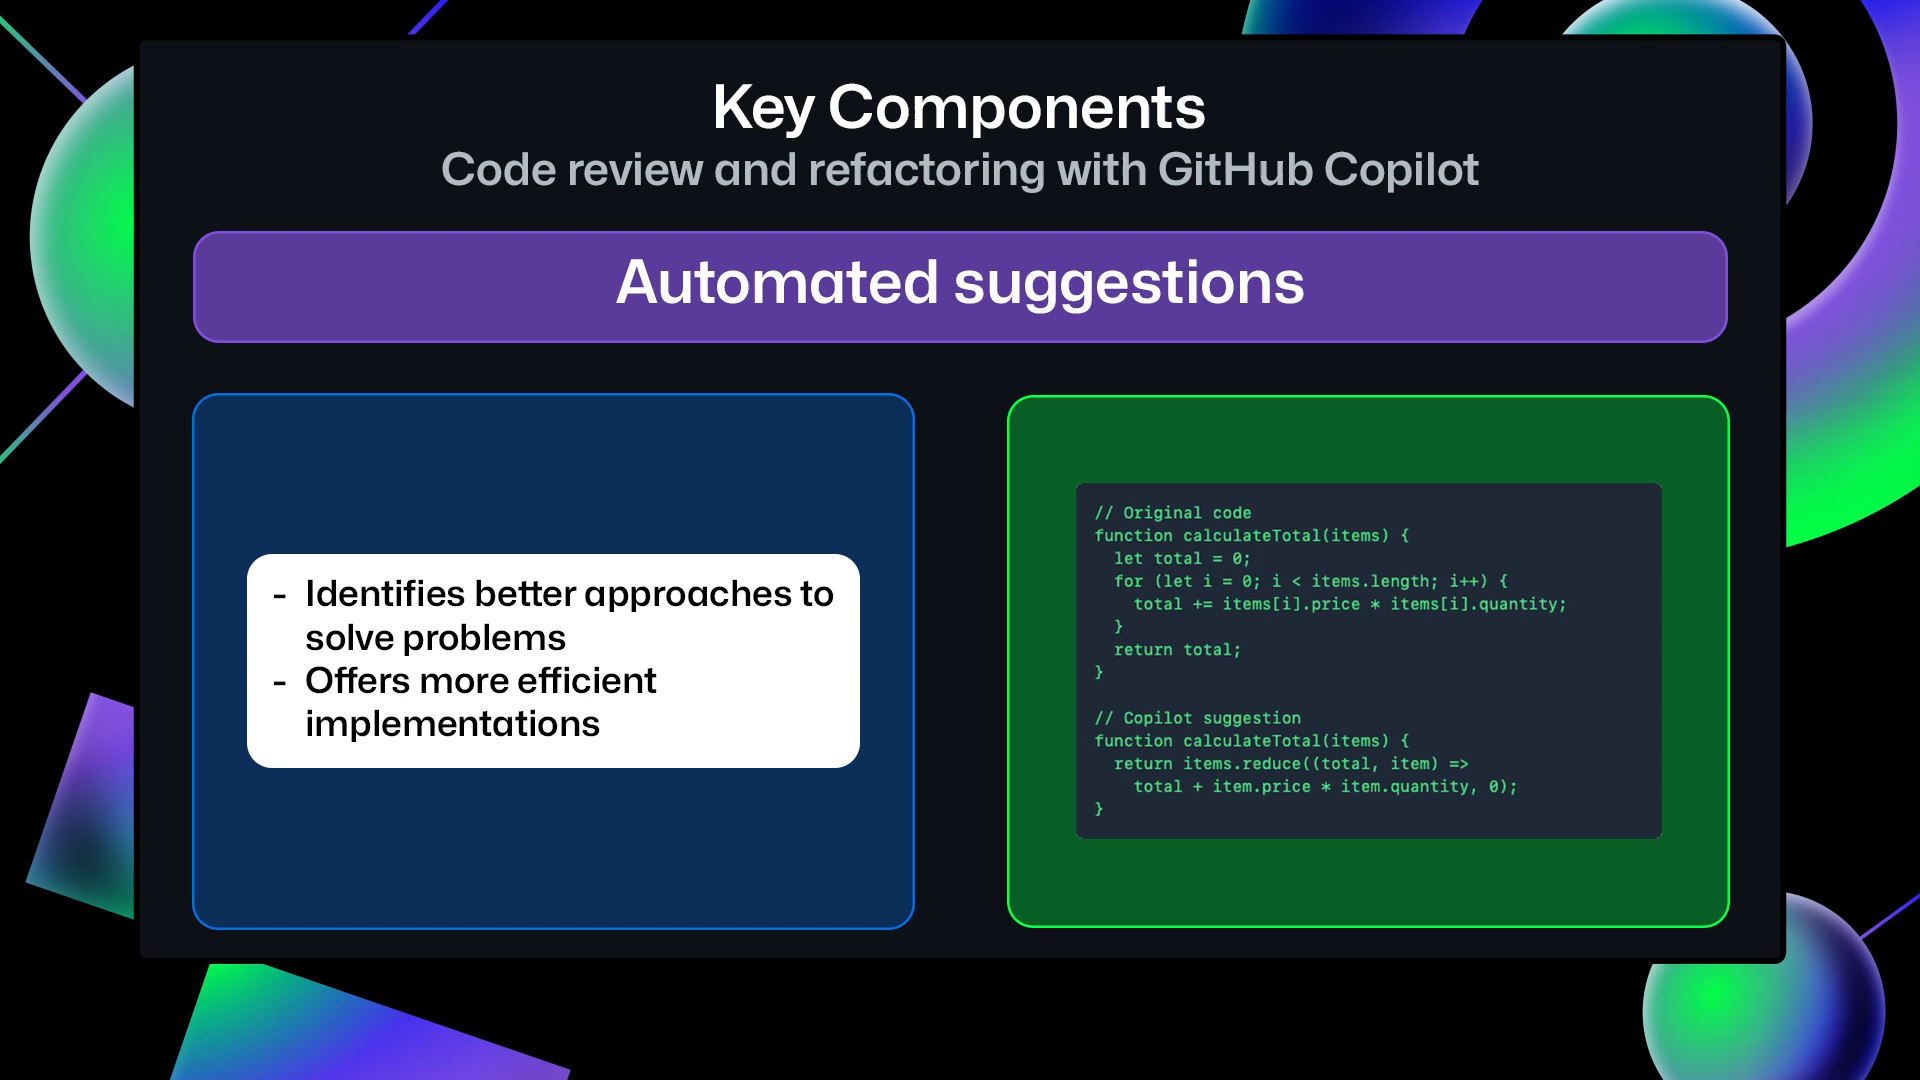 Key Components
Code review and refactoring with GitHub Copilot
Automated suggestions
- Identifies better approaches to
solve problems
- Offers more efficient
implementations
// Original code
function calculateTotal(items) {
  let total = 0;
  for (let i = 0; i < items.length; i++) {
    total += items[i].price * items[i].quantity;
  }
  return total;
}

// Copilot suggestion
function calculateTotal(items) {
  return items.reduce((total, item) =>
    total + item.price * item.quantity, 0);
}